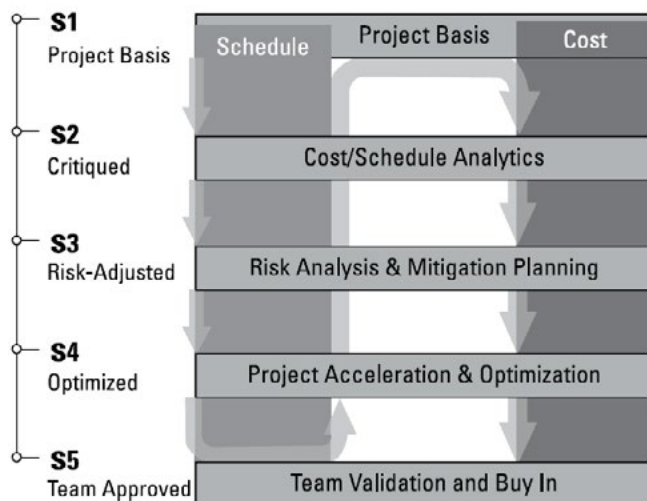 S1
Project Basis
Schedule
Project Basis
Cost
S2
Critiqued
Cost/Schedule Analytics
S3
Risk-Adjusted
Risk Analysis & Mitigation Planning
S4
Optimized
Project Acceleration & Optimization
S5
Team Approved
Team Validation and Buy In